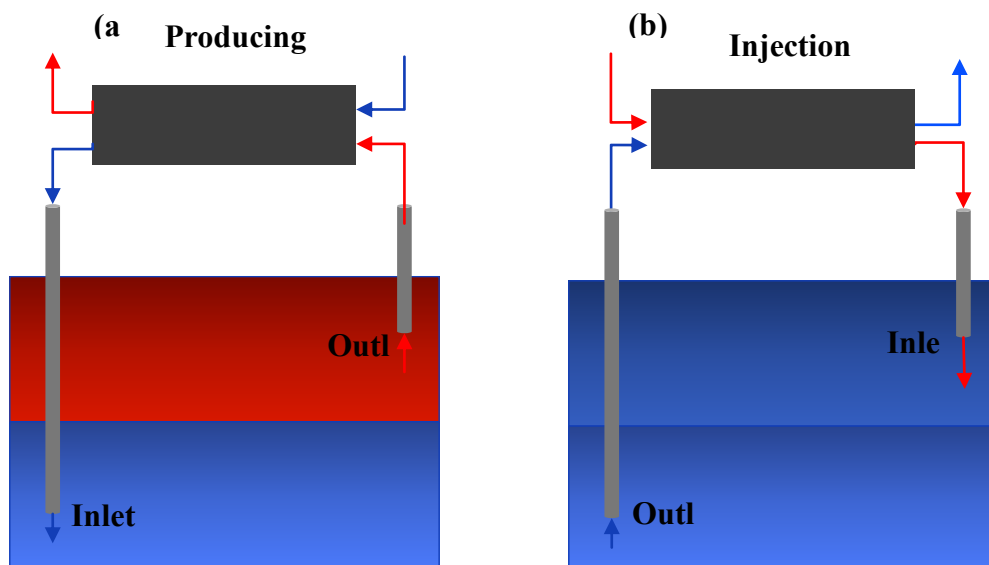 (a
Producing
(b)
Injection
Outl
Inlet
Inle
Outl